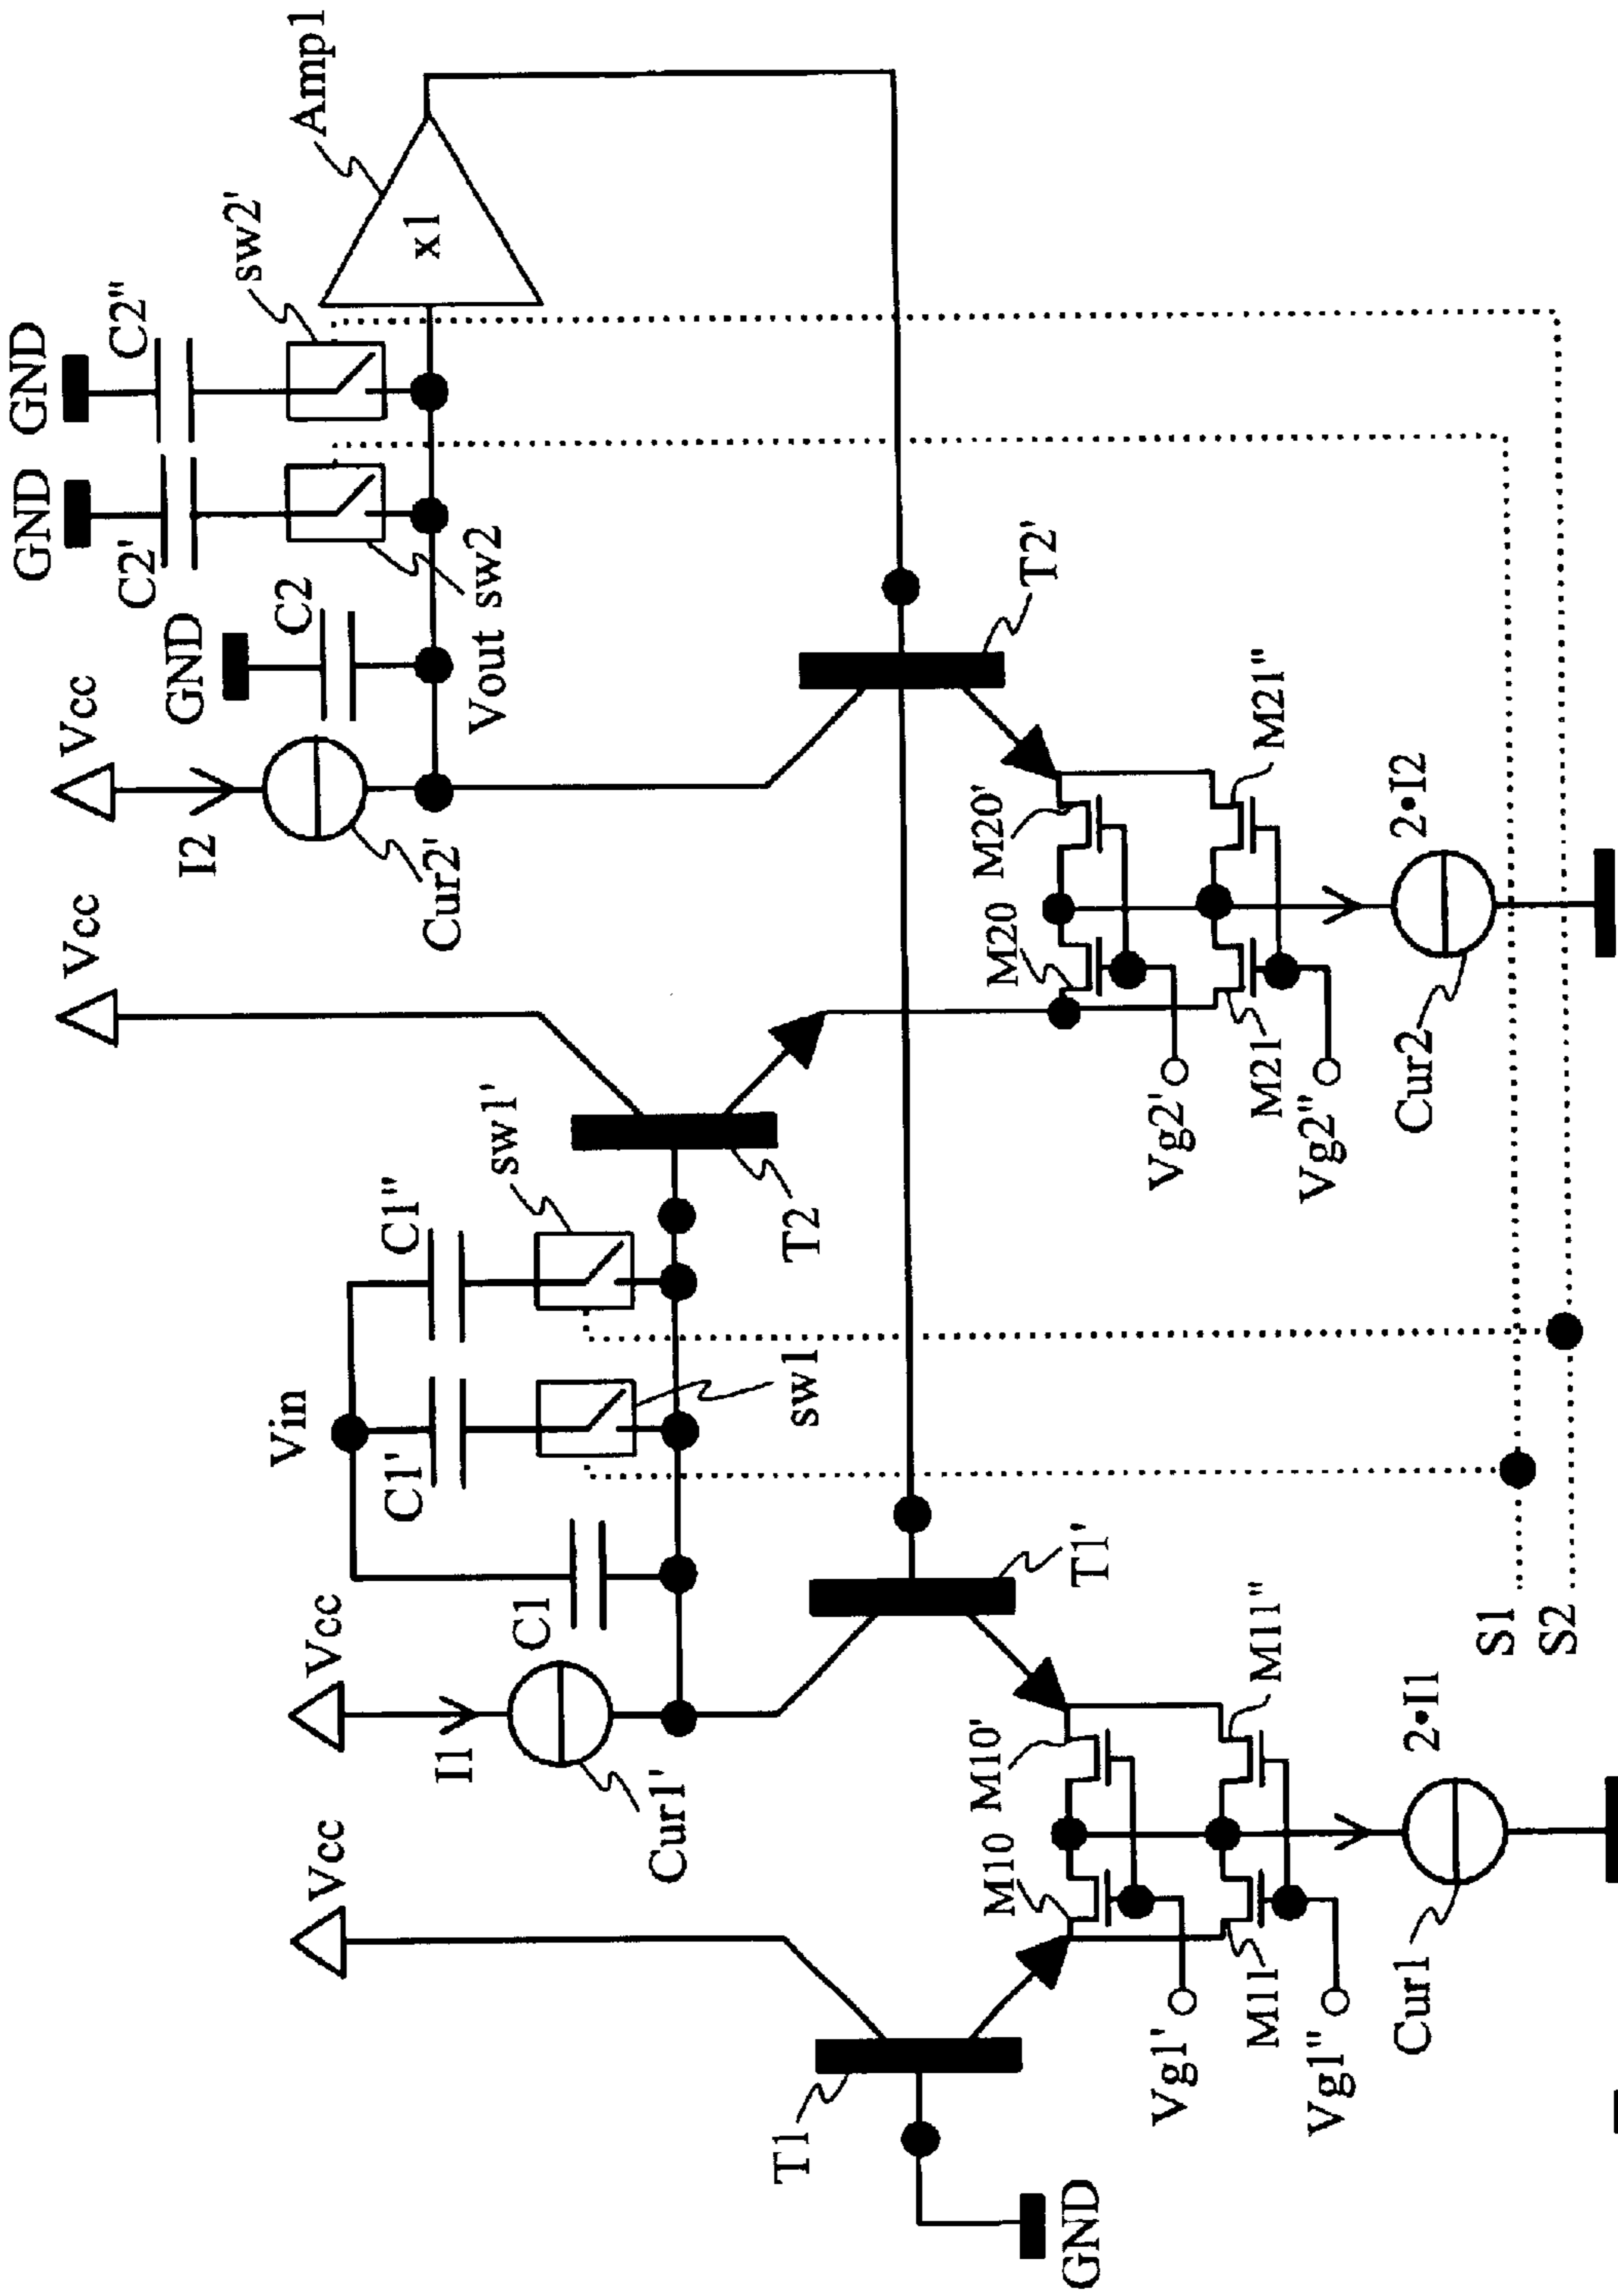 GND
T1
Vcc
Vg1'
Vg1"
M10
M11
Cur1
2•I1
M10'
M11"
T1'
Vcc
I1
Cur1'
C1
Vin
C1'
C1"
sw1
sw1'
T2
S1
S2
Vcc
Vg2'
Vg2"
M20
M21
Cur2
2•I2
M20'
M21"
T2'
Vcc
I2
Cur2'
GND
C2
Vout
GND
C2'
sw2
GND
C2"
sw2'
x1
Amp1